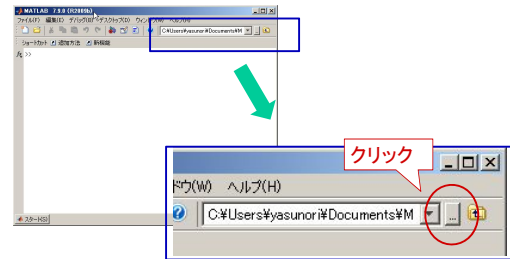 MATLAB 7.9.0 (R2009b)
ファイル(F) 編集(E) デバッグ(B) デスクトップ(D) ウィンドウ(W) ヘルプ(H)
C:¥Users¥yasunori¥Documents¥M
ショートカット 追加方法 新機能
fx >>
クリック
ドウ(W) ヘルプ(H)
C:¥Users¥yasunori¥Documents¥M
...
スタート(S)